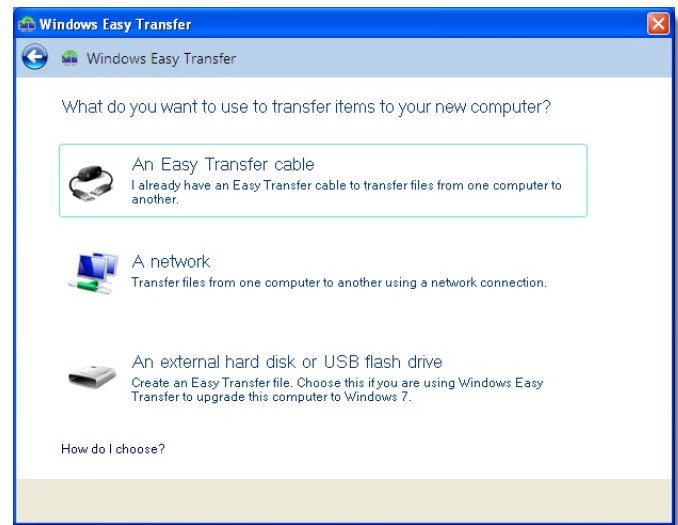 Windows Easy Transfer
Windows Easy Transfer
What do you want to use to transfer items to your new computer?
An Easy Transfer cable
I already have an Easy Transfer cable to transfer files from one computer to
another.
A network
Transfer files from one computer to another using a network connection.
An external hard disk or USB flash drive
Create an Easy Transfer file. Choose this if you are using Windows Easy
Transfer to upgrade this computer to Windows 7.
How do I choose?